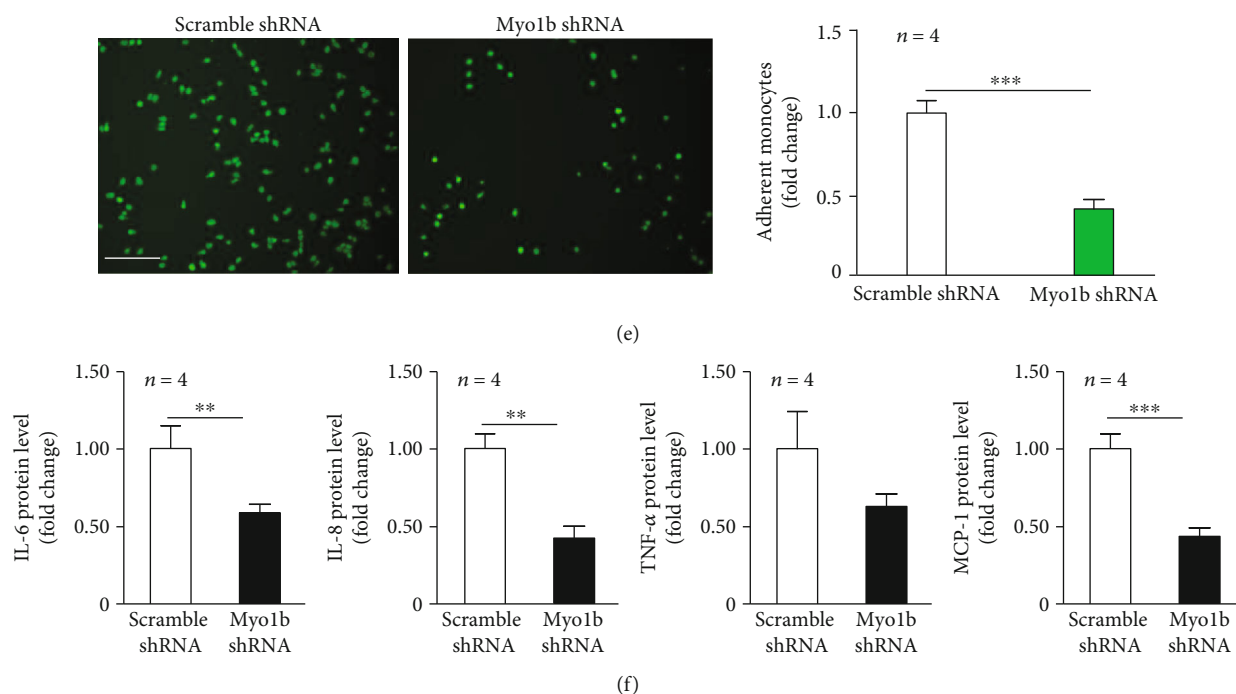 Scramble shRNA
Myo1b shRNA
Adherent monocytes
(fold change)
1.5
1.0
0.5
0
n = 4
***
Scramble shRNA
Myo1b shRNA
(e)
IL-6 protein level
(fold change)
1.50
1.00
0.50
0
n = 4
**
Scramble
shRNA
Myo1b
shRNA
IL-8 protein level
(fold change)
1.50
1.00
0.50
0
n = 4
**
Scramble
shRNA
Myo1b
shRNA
TNF-α protein level
(fold change)
1.50
1.00
0.50
0
n = 4
Scramble
shRNA
Myo1b
shRNA
MCP-1 protein level
(fold change)
1.50
1.00
0.50
0
n = 4
***
Scramble
shRNA
Myo1b
shRNA
(f)